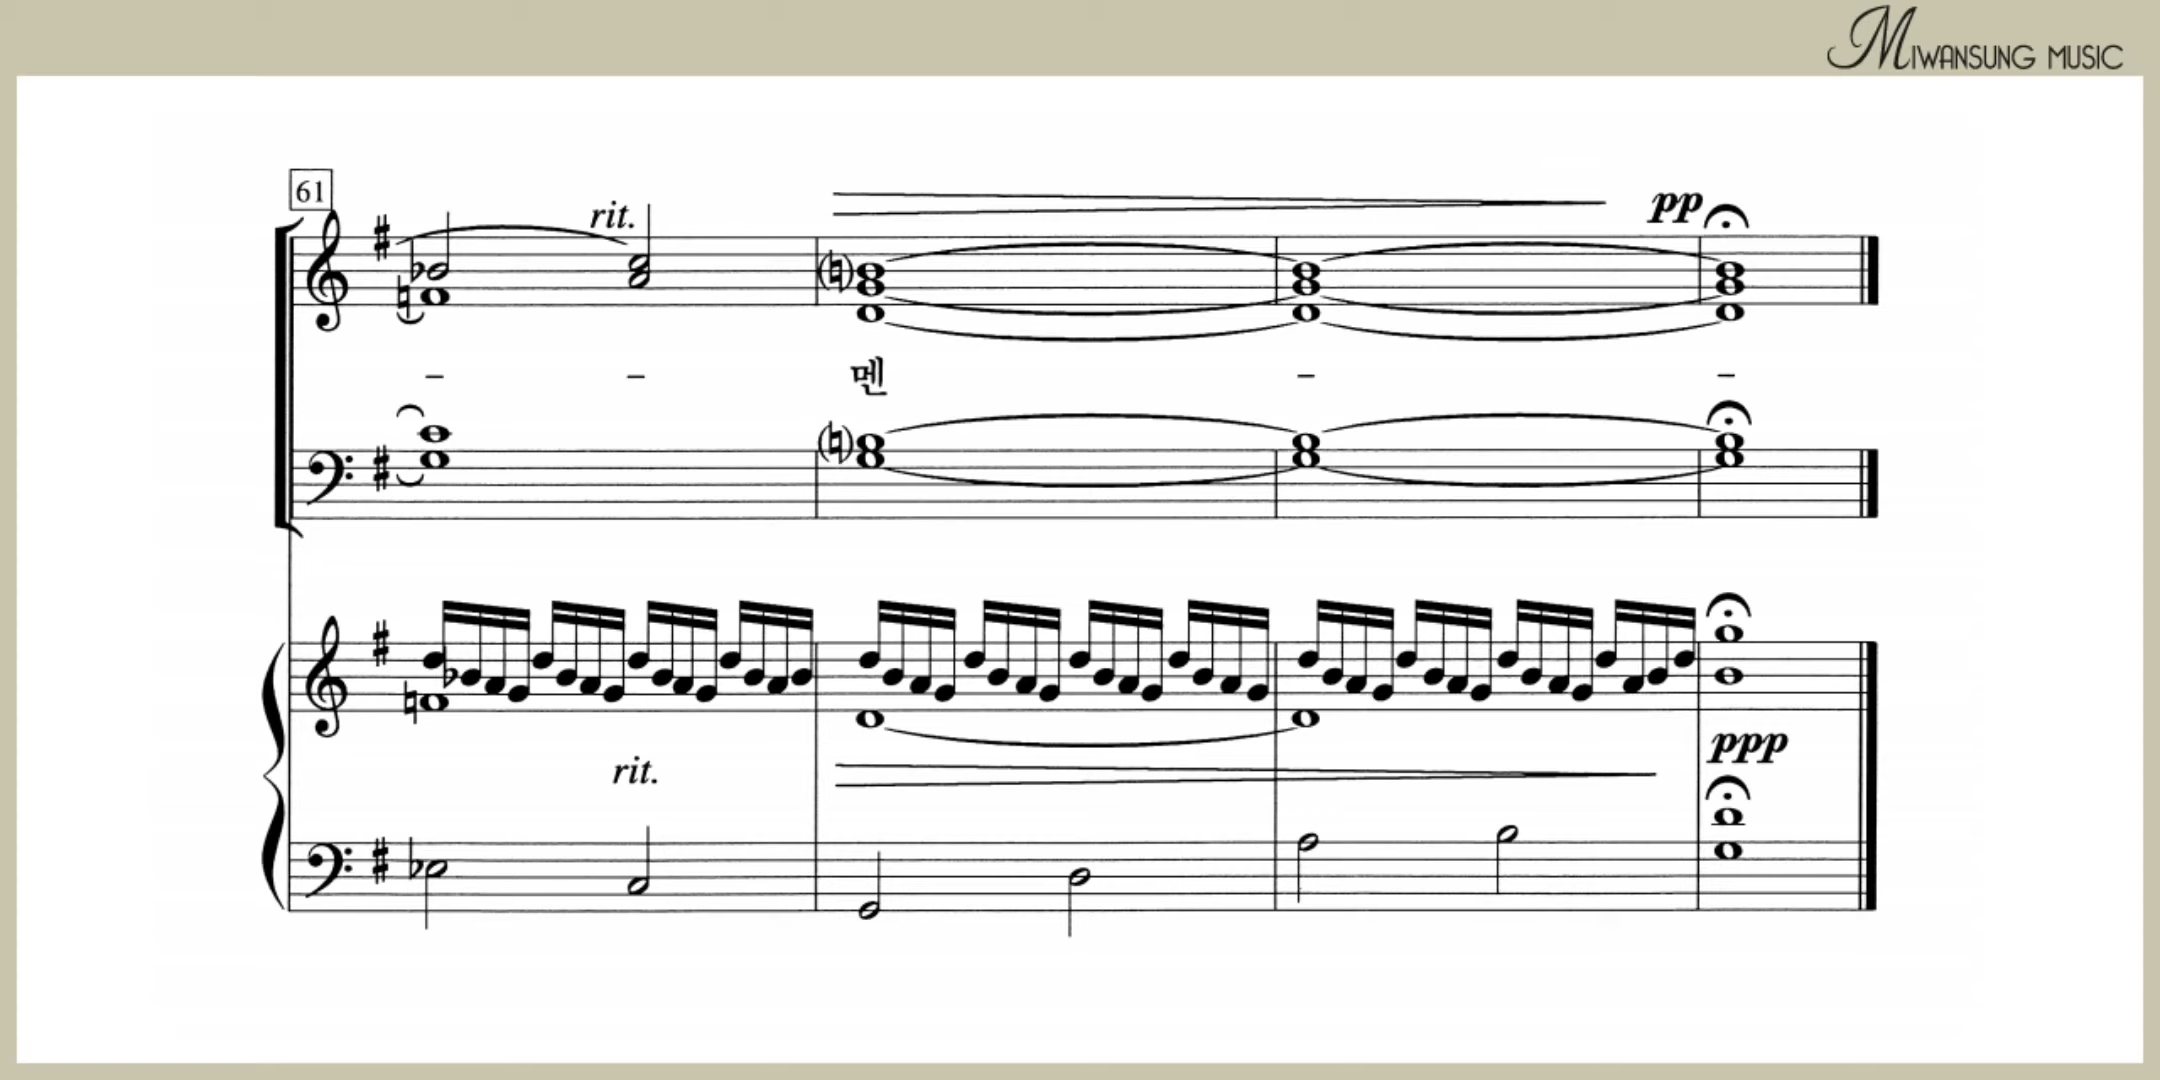 MIWANSUNG MUSIC
61
rit.
pp
– – 멘 – –
rit.
ppp